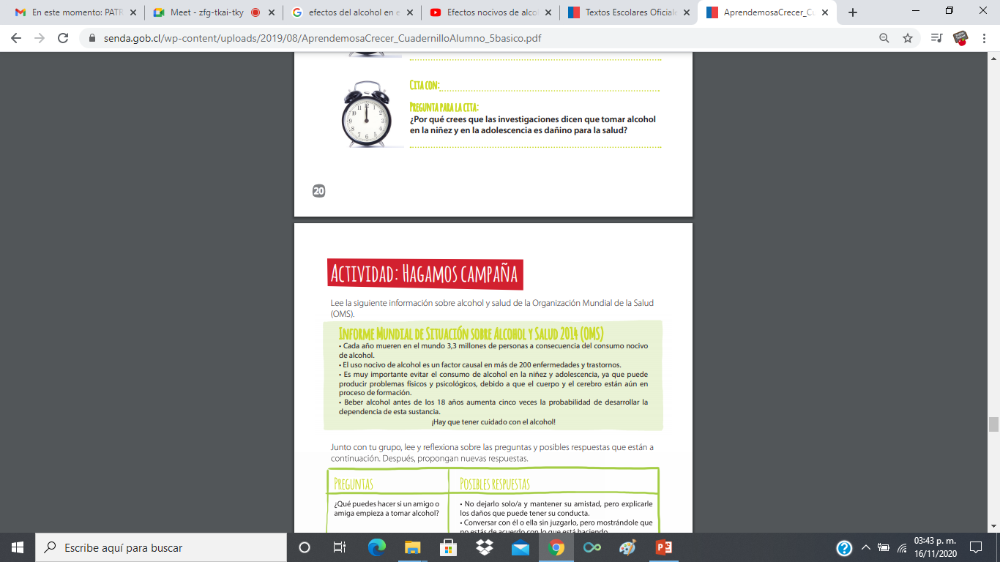 En este momento: PATR
Meet - zfg-tkai-tky
efectos del alcohol en e
Efectos nocivos de alco
Textos Escolares Oficiale
AprendemosaCrecer_Cu
senda.gob.cl/wp-content/uploads/2019/08/AprendemosaCrecer_CuadernilloAlumno_5basico.pdf
Cita con:
Pregunta para la cita:
¿Por qué crees que las investigaciones dicen que tomar alcohol
en la niñez y en la adolescencia es dañino para la salud?
20
Actividad: Hagamos campaña
Lee la siguiente información sobre alcohol y salud de la Organización Mundial de la Salud
(OMS).
Informe Mundial de Situación sobre Alcohol y Salud 2014 (OMS)
• Cada año mueren en el mundo 3,3 millones de personas a consecuencia del consumo nocivo
de alcohol.
• El uso nocivo de alcohol es un factor causal en más de 200 enfermedades y trastornos.
• Es muy importante evitar el consumo de alcohol en la niñez y adolescencia, ya que puede
producir problemas físicos y psicológicos, debido a que el cuerpo y el cerebro están aún en
proceso de formación.
• Beber alcohol antes de los 18 años aumenta cinco veces la probabilidad de desarrollar la
dependencia de esta sustancia.
¡Hay que tener cuidado con el alcohol!
Junto con tu grupo, lee y reflexiona sobre las preguntas y posibles respuestas que están a
continuación. Después, propongan nuevas respuestas.
Preguntas
Posibles respuestas
¿Qué puedes hacer si un amigo o
amiga empieza a tomar alcohol?
• No dejarlo solo/a y mantener su amistad, pero explicarle
los daños que puede tener su conducta.
• Conversar con él o ella sin juzgarlo, pero mostrándole que
no estás de acuerdo con lo que está haciendo.
Escribe aquí para buscar
03:43 p. m.
16/11/2020